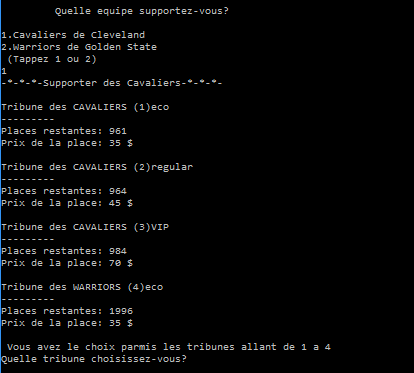 Quelle equipe supportez-vous?
1.Cavaliers de Cleveland
2.Warriors de Golden State
(Tappez 1 ou 2)
1
-*-*-*-Supporter des Cavaliers-*-*-*-
Tribune des CAVALIERS (1)eco
---------
Places restantes: 961
Prix de la place: 35 $
Tribune des CAVALIERS (2)regular
---------
Places restantes: 964
Prix de la place: 45 $
Tribune des CAVALIERS (3)VIP
---------
Places restantes: 984
Prix de la place: 70 $
Tribune des WARRIORS (4)eco
---------
Places restantes: 1996
Prix de la place: 35 $
Vous avez le choix parmis les tribunes allant de 1 a 4
Quelle tribune choisissez-vous?